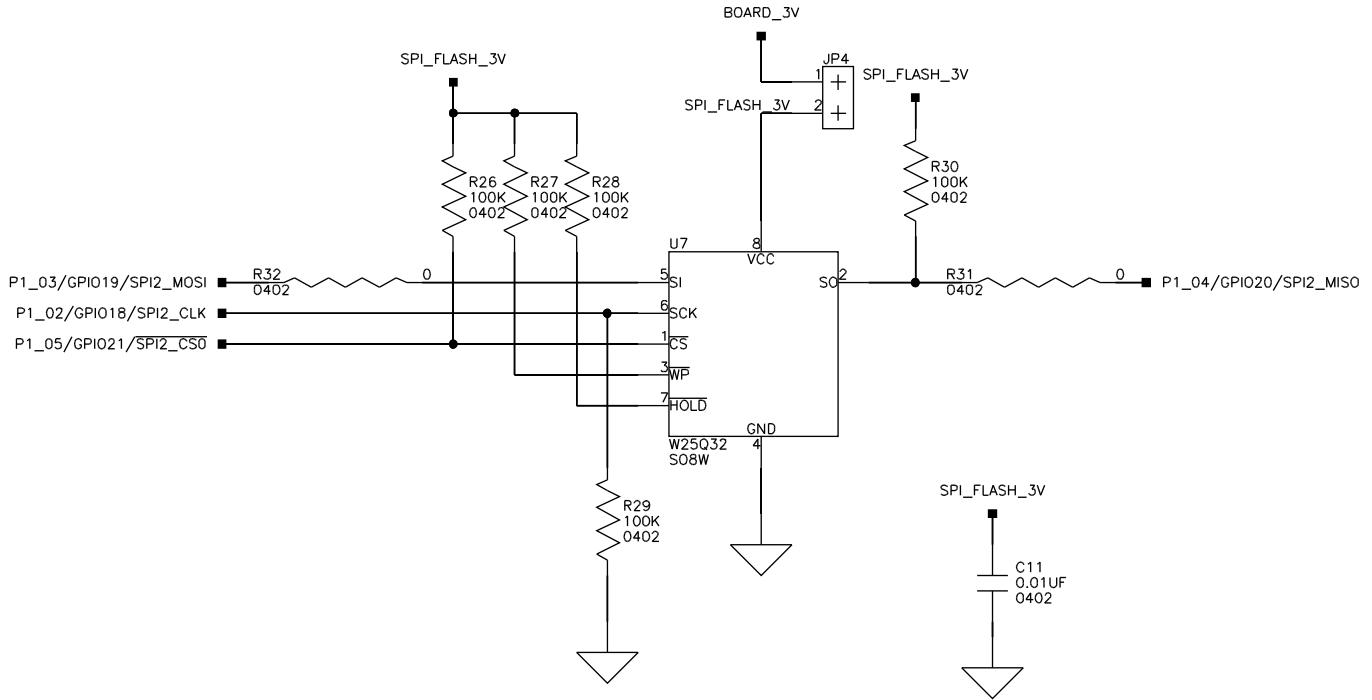 BOARD_3V
SPI_FLASH_3V
JP4
1
SPI_FLASH_3V
SPI_FLASH_3V 2
R26
100K
0402
R27
100K
0402
R28
100K
0402
R30
100K
0402
U7
8
VCC
P1_03/GPIO19/SPI2_MOSI
R32
0402
0
5 SI
SO 2
R31
0402
0
P1_04/GPIO20/SPI2_MISO
P1_02/GPIO18/SPI2_CLK
6 SCK
P1_05/GPIO21/SPI2_CS0
1 CS
3 WP
7 HOLD
GND
4
W25Q32
SO8W
R29
100K
0402
SPI_FLASH_3V
C11
0.01UF
0402